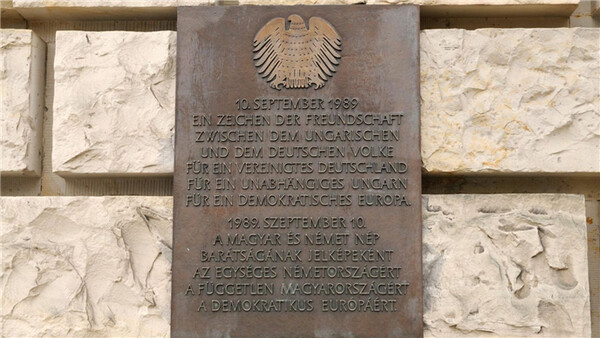 10. SEPTEMBER 1989
EIN ZEICHEN DER FREUNDSCHAFT
ZWISCHEN DEM UNGARISCHEN
UND DEM DEUTSCHEN VOLKE
FÜR EIN VEREINIGTES DEUTSCHLAND
FÜR EIN UNABHÄNGIGES UNGARN
FÜR EIN DEMOKRATISCHES EUROPA.
1989. SZEPTEMBER 10.
A MAGYAR ÉS NÉMET NÉP
BARÁTSÁGÁNAK JELKÉPEKÉNT
AZ EGYSÉGES NÉMETORSZÁGÉRT
A FÜGGETLEN MAGYARORSZÁGÉRT
A DEMOKRATIKUS EURÓPÁÉRT